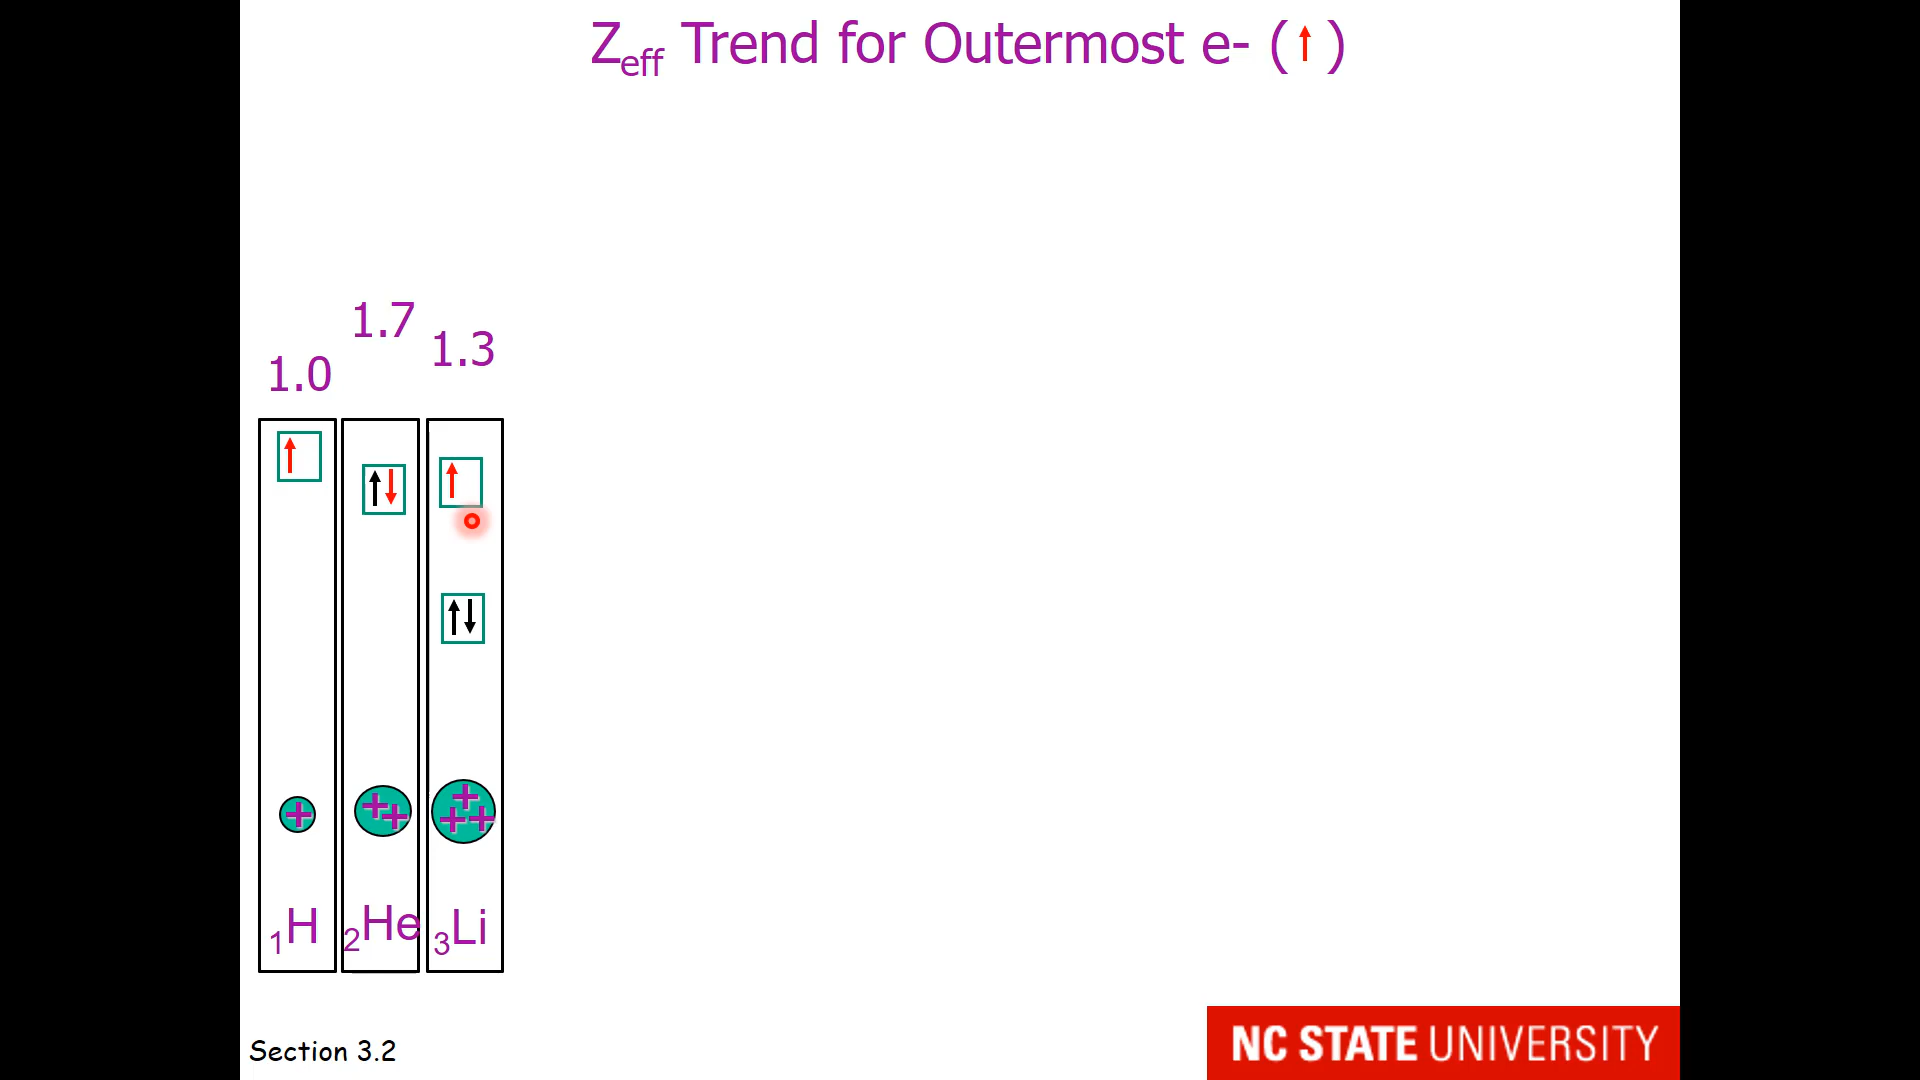 Zeff Trend for Outermost e- (↑)
1.7
1.3
1.0
+
++
+++
1H
2He
3Li
Section 3.2
NC STATE UNIVERSITY